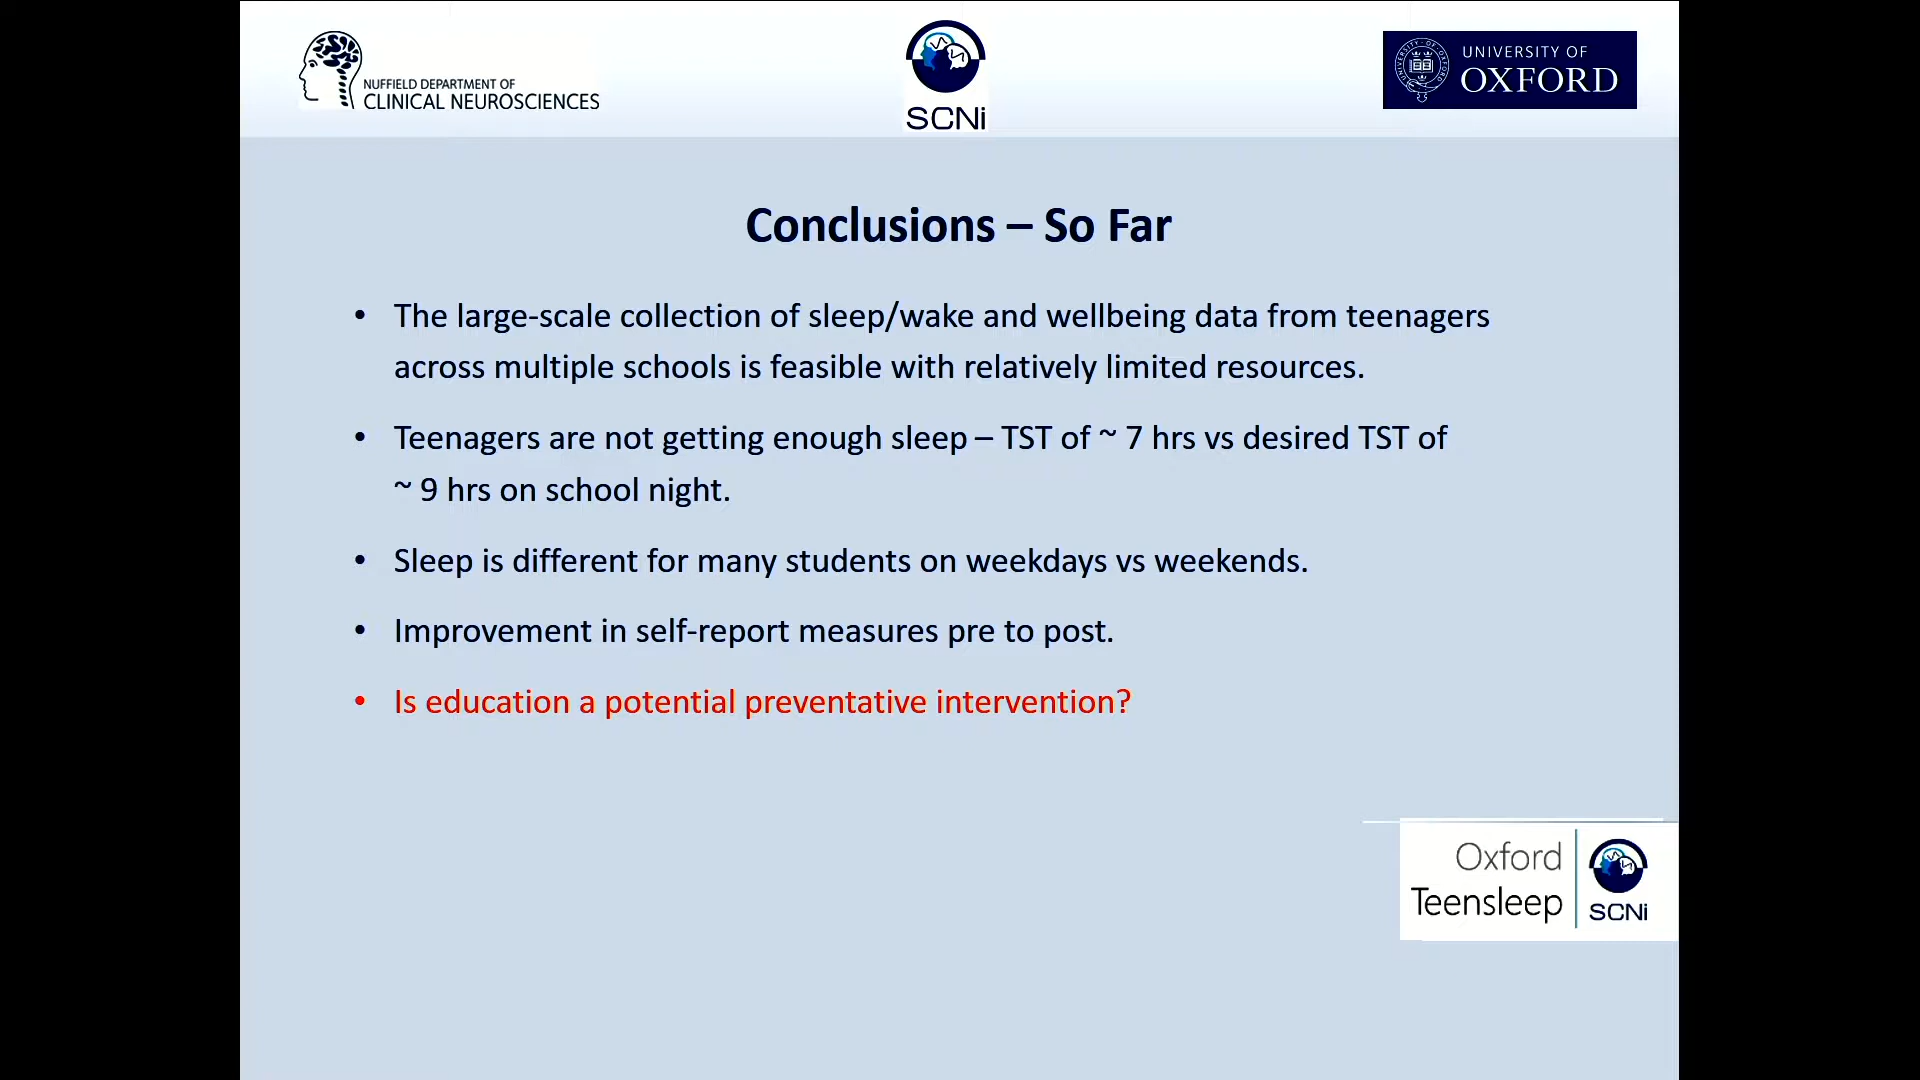 NUFFIELD DEPARTMENT OF
CLINICAL NEUROSCIENCES
SCNi
UNIVERSITY OF
OXFORD
Conclusions – So Far
• The large-scale collection of sleep/wake and wellbeing data from teenagers
across multiple schools is feasible with relatively limited resources.
• Teenagers are not getting enough sleep – TST of ~ 7 hrs vs desired TST of
~ 9 hrs on school night.
• Sleep is different for many students on weekdays vs weekends.
• Improvement in self-report measures pre to post.
• Is education a potential preventative intervention?
Oxford
Teensleep
SCNi